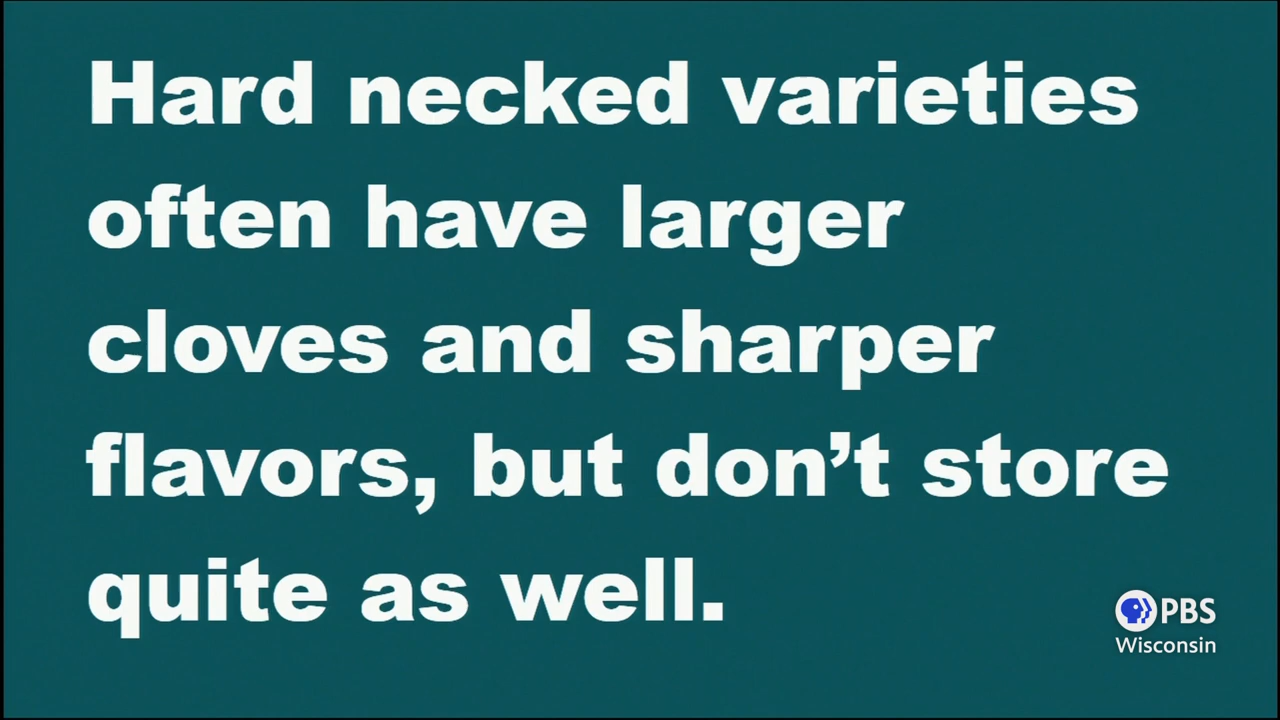 Hard necked varieties
often have larger
cloves and sharper
flavors, but don’t store
quite as well.
PBS
Wisconsin